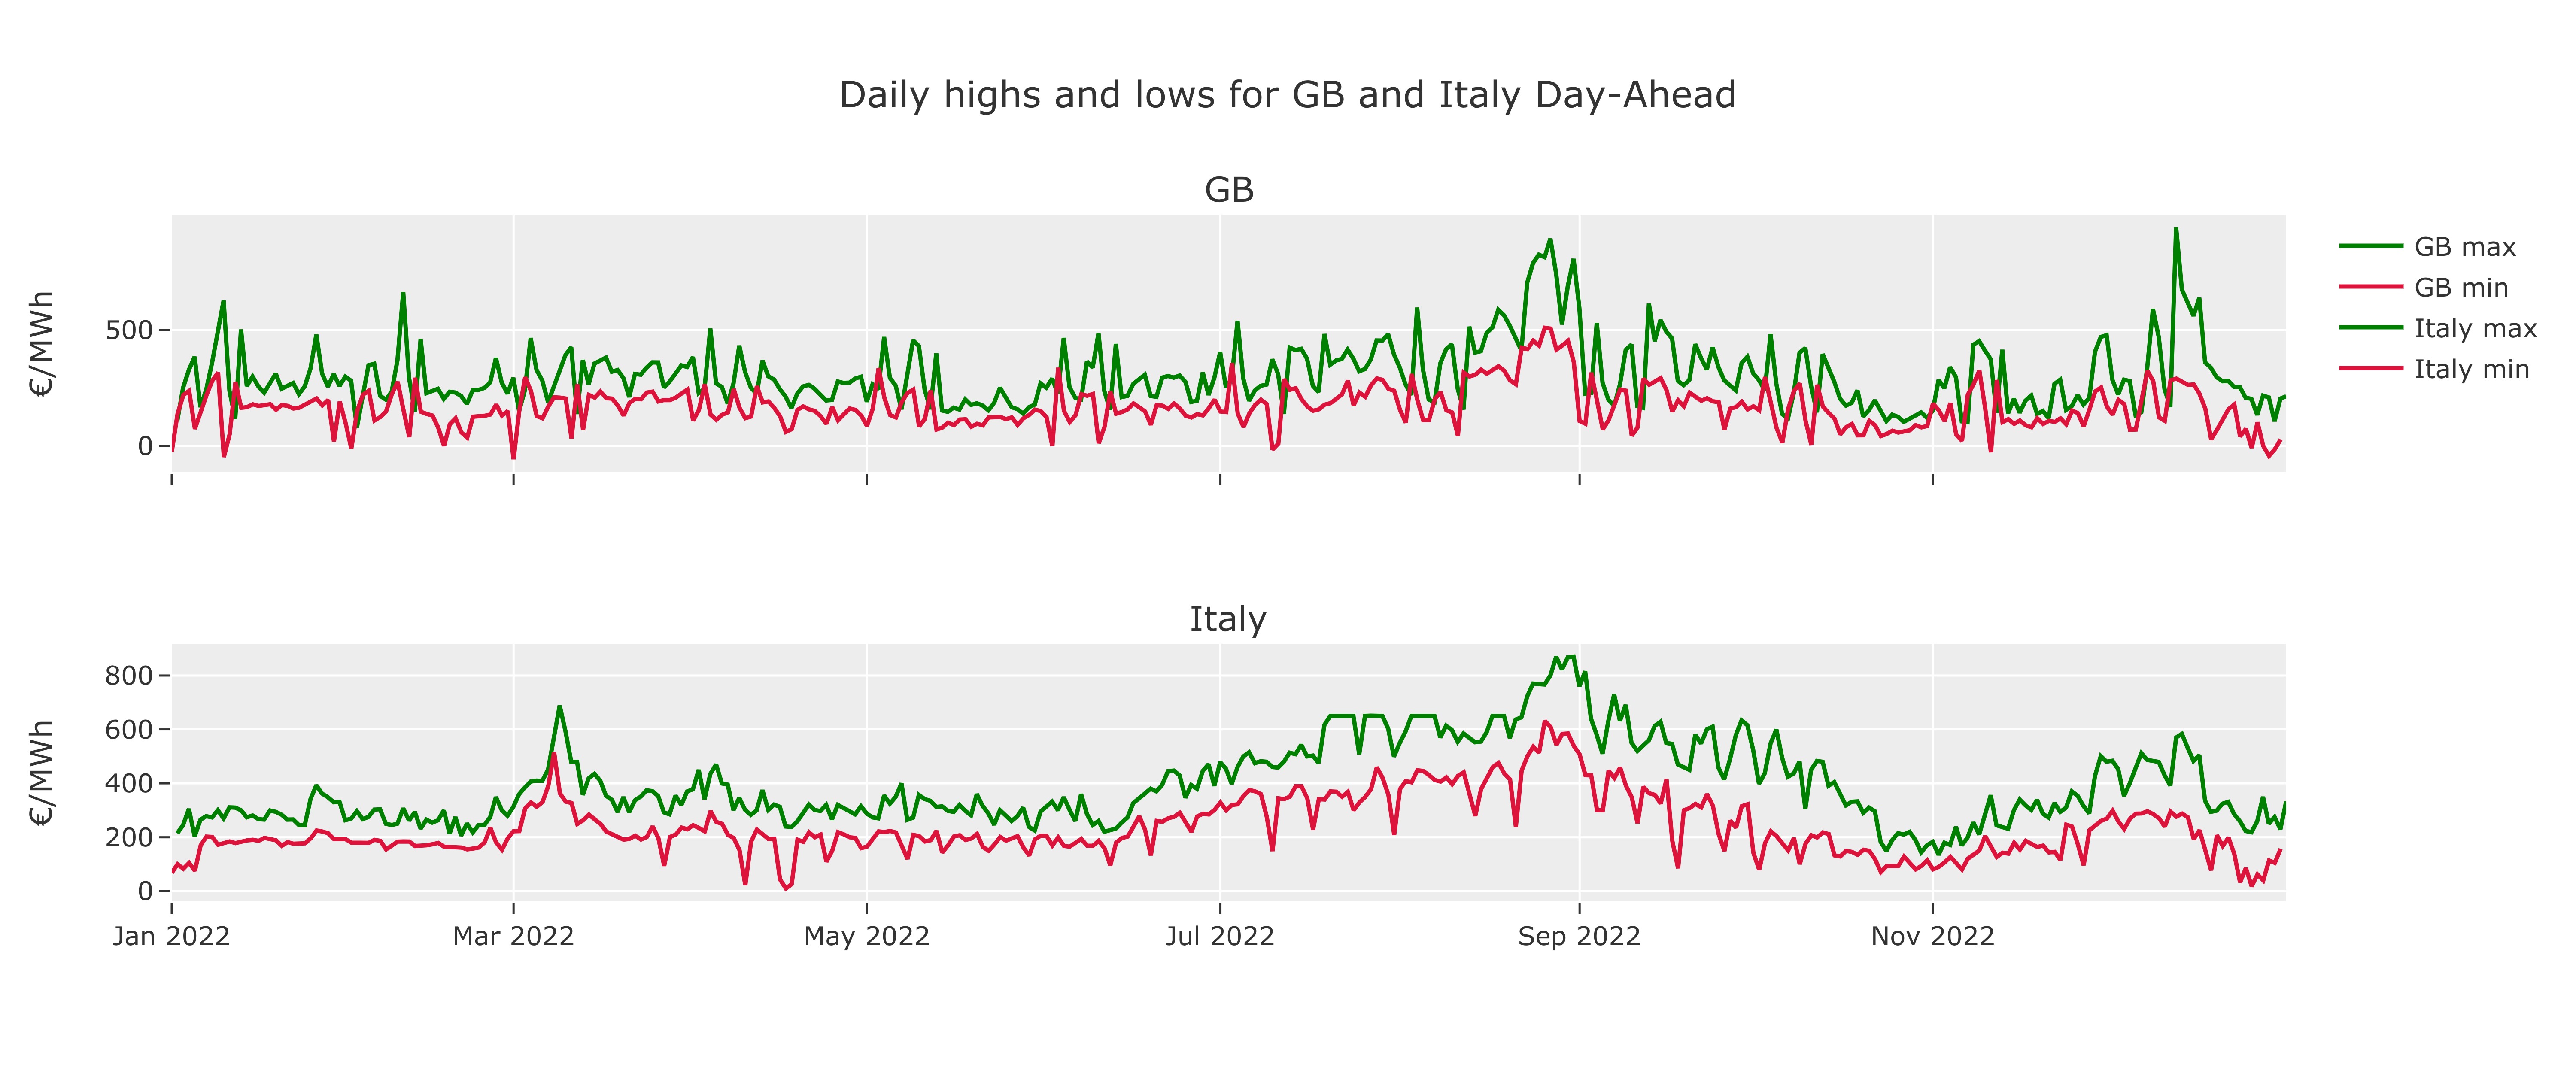 Daily highs and lows for GB and Italy Day-Ahead
GB
€/MWh
500
0
GB max
GB min
Italy max
Italy min
Italy
€/MWh
800
600
400
200
0
Jan 2022
Mar 2022
May 2022
Jul 2022
Sep 2022
Nov 2022